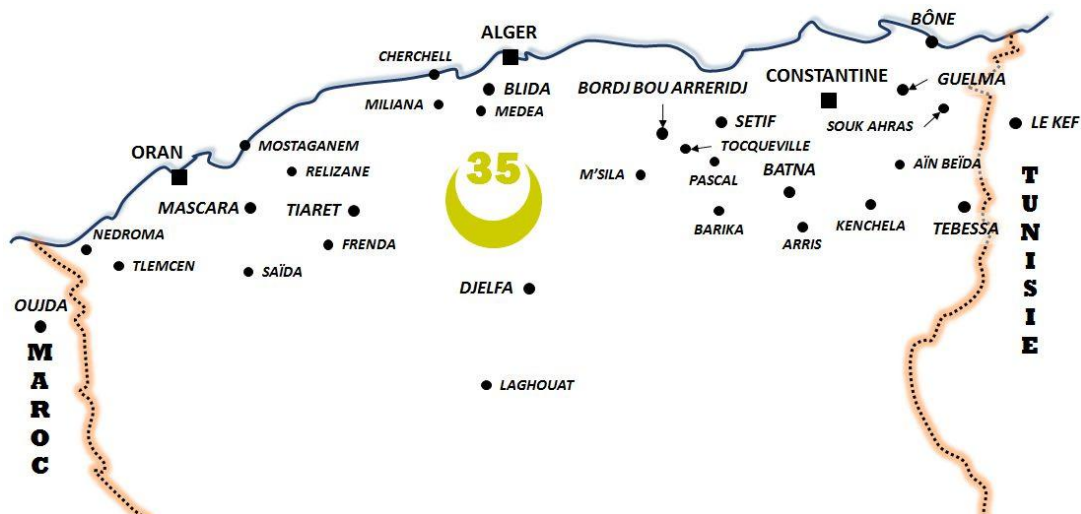 BÔNE
ALGER
CHERCHELL
CONSTANTINE
GUELMA
BLIDA
BORDJ BOU ARRERIDJ
MILIANA
MEDEA
SETIF
SOUK AHRAS
LE KEF
ORAN
MOSTAGANEM
TOCQUEVILLE
35
RELIZANE
M'SILA
PASCAL
BATNA
AÏN BEÏDA
MASCARA
TIARET
BARIKA
ARRIS
KENCHELA
TEBESSA
NEDROMA
FRENDA
TLEMCEN
SAÏDA
DJELFA
OUJDA
LAGHOUAT
MAROC
TUNISIE